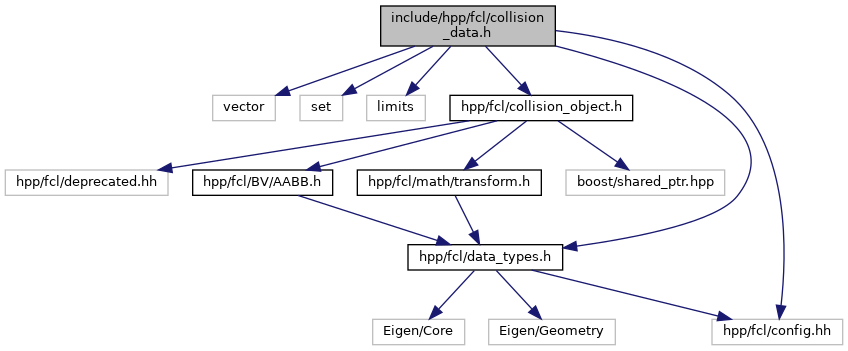 include/hpp/fcl/collision
_data.h
vector
set
limits
hpp/fcl/collision_object.h
hpp/fcl/deprecated.hh
hpp/fcl/BV/AABB.h
hpp/fcl/math/transform.h
boost/shared_ptr.hpp
hpp/fcl/data_types.h
Eigen/Core
Eigen/Geometry
hpp/fcl/config.hh